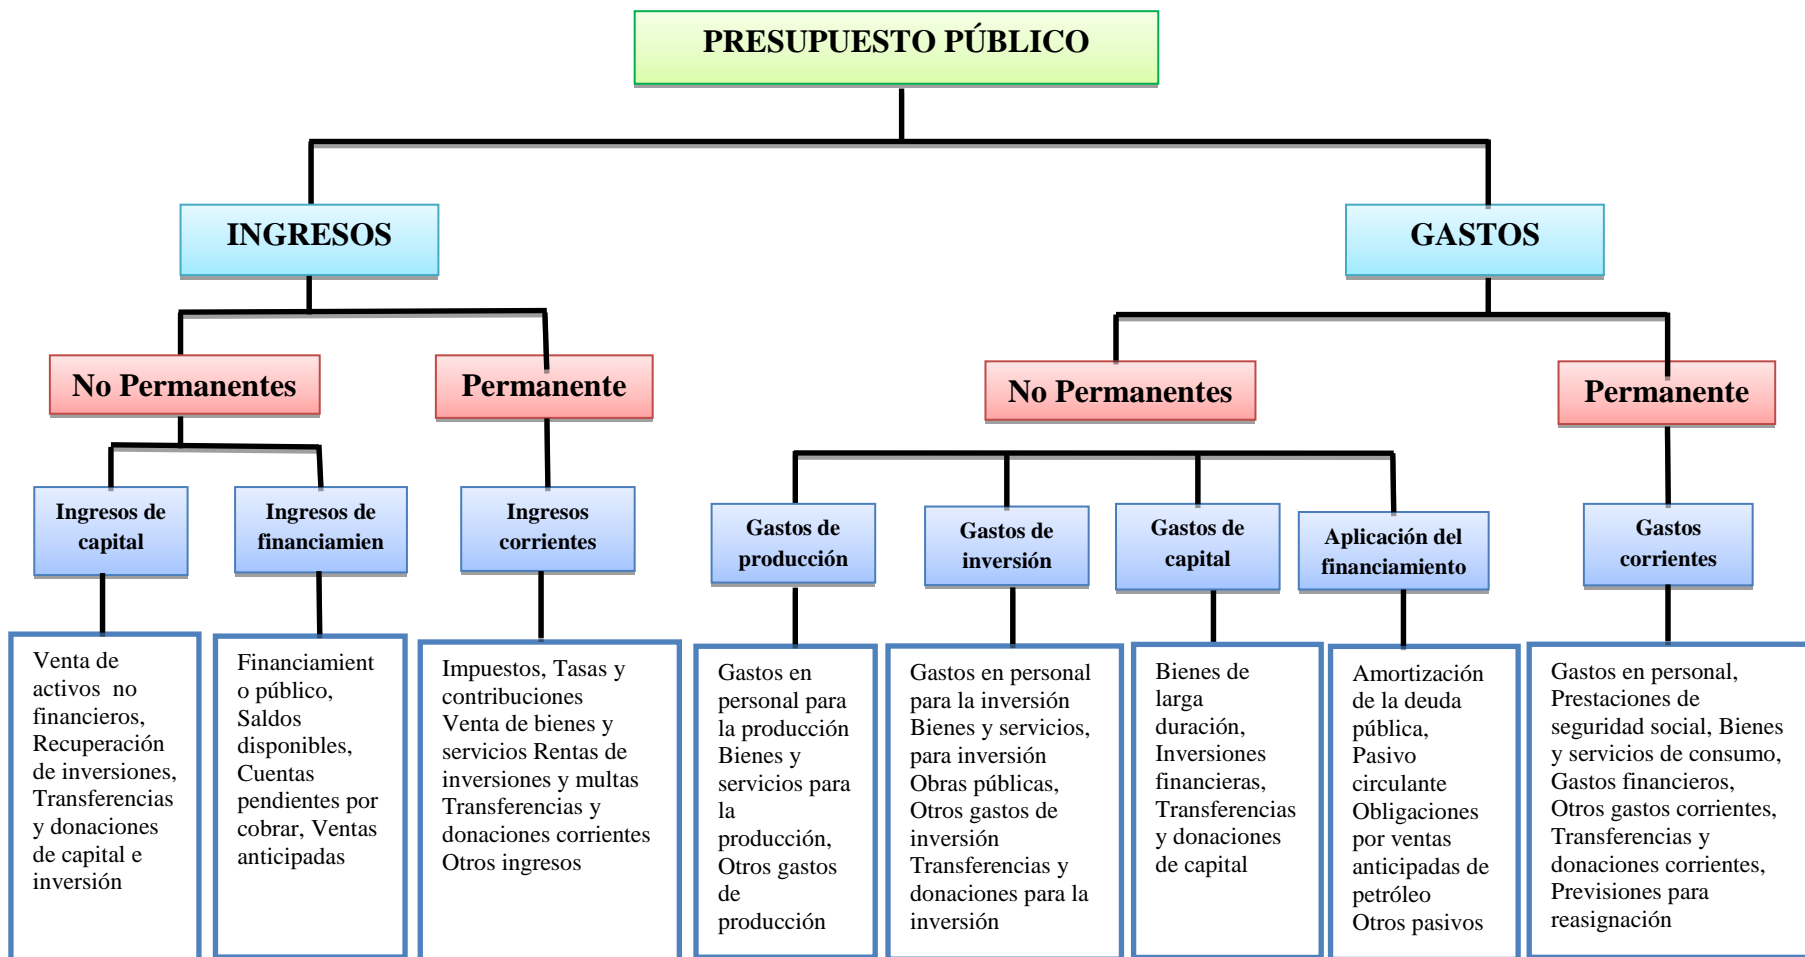 PRESUPUESTO PÚBLICO
INGRESOS
GASTOS
No Permanentes
Permanente
No Permanentes
Permanente
Ingresos de
capital
Ingresos de
financiamien
Ingresos
corrientes
Gastos de
producción
Gastos de
inversión
Gastos de
capital
Aplicación del
financiamiento
Gastos
corrientes
Venta de
activos no
financieros,
Recuperación
de inversiones,
Transferencias
y donaciones
de capital e
inversión
Financiamient
o público,
Saldos
disponibles,
Cuentas
pendientes por
cobrar, Ventas
anticipadas
Impuestos, Tasas y
contribuciones
Venta de bienes y
servicios Rentas de
inversiones y multas
Transferencias y
donaciones corrientes
Otros ingresos
Gastos en
personal para
la producción
Bienes y
servicios para
la
producción,
Otros gastos
de
producción
Gastos en personal
para la inversión
Bienes y servicios,
para inversión
Obras públicas,
Otros gastos de
inversión
Transferencias y
donaciones para la
inversión
Bienes de
larga
duración,
Inversiones
financieras,
Transferencias
y donaciones
de capital
Amortización
de la deuda
pública,
Pasivo
circulante
Obligaciones
por ventas
anticipadas de
petróleo
Otros pasivos
Gastos en personal,
Prestaciones de
seguridad social, Bienes
y servicios de consumo,
Gastos financieros,
Otros gastos corrientes,
Transferencias y
donaciones corrientes,
Previsiones para
reasignación